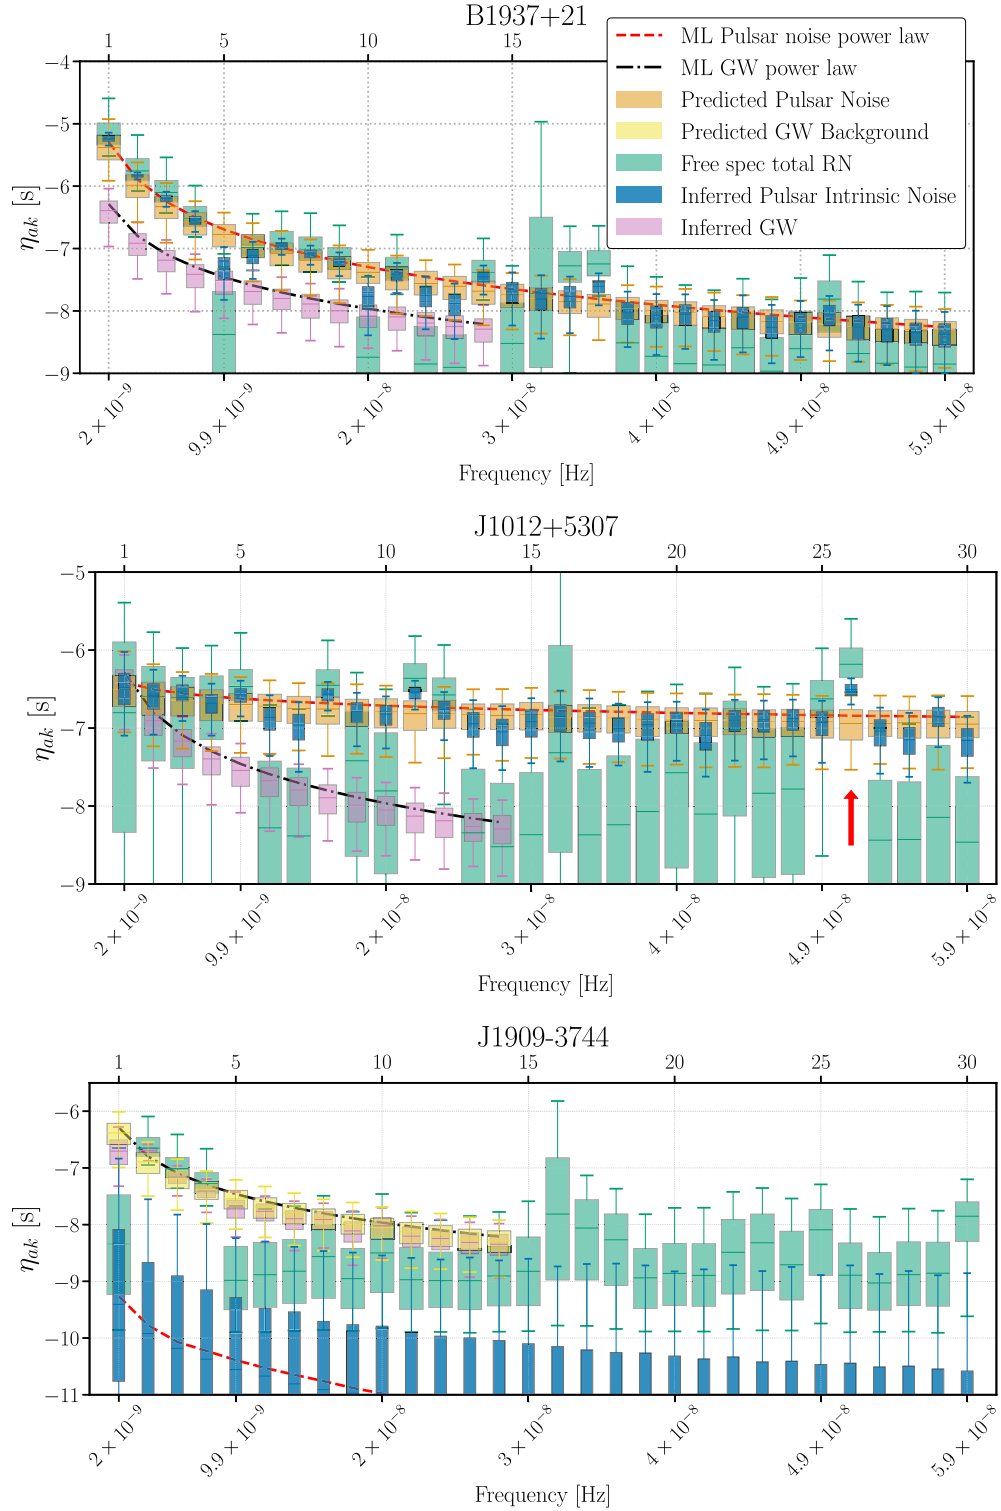 B1937+21
1 5 10 15
ML Pulsar noise power law
ML GW power law
Predicted Pulsar Noise
Predicted GW Background
Free spec total RN
Inferred Pulsar Intrinsic Noise
Inferred GW
−4
−5
−6
−7
−8
−9
η_ak [s]
2 × 10⁻⁹ 9.9 × 10⁻⁹ 2 × 10⁻⁸ 3 × 10⁻⁸ 4 × 10⁻⁸ 4.9 × 10⁻⁸ 5.9 × 10⁻⁸
Frequency [Hz]
J1012+5307
1 5 10 15 20 25 30
−5
−6
−7
−8
−9
η_ak [s]
2 × 10⁻⁹ 9.9 × 10⁻⁹ 2 × 10⁻⁸ 3 × 10⁻⁸ 4 × 10⁻⁸ 4.9 × 10⁻⁸ 5.9 × 10⁻⁸
Frequency [Hz]
J1909-3744
1 5 10 15 20 25 30
−6
−7
−8
−9
−10
−11
η_ak [s]
2 × 10⁻⁹ 9.9 × 10⁻⁹ 2 × 10⁻⁸ 3 × 10⁻⁸ 4 × 10⁻⁸ 4.9 × 10⁻⁸ 5.9 × 10⁻⁸
Frequency [Hz]